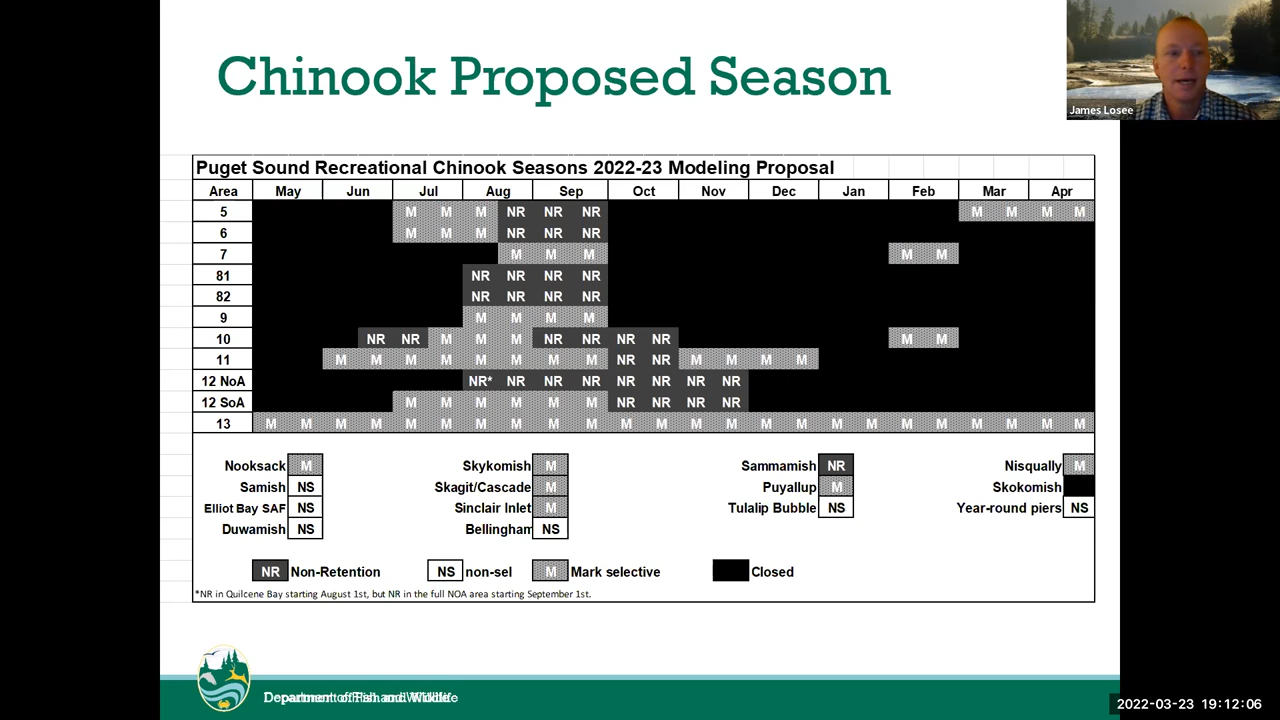 Chinook Proposed Season
James Losee
Puget Sound Recreational Chinook Seasons 2022-23 Modeling Proposal
Area May Jun Jul Aug Sep Oct Nov Dec Jan Feb Mar Apr
5 M M M NR NR NR M M M M
6 M M M NR NR NR
7 M M M M M
81 NR NR NR NR
82 NR NR NR NR
9 M M M M
10 NR NR M M M NR NR NR NR M M
11 M M M M M M M M NR NR M M M M
12 NoA NR* NR NR NR NR NR NR NR
12 SoA M M M M M M NR NR NR NR
13 M M M M M M M M M M M M M M M M M M M M M M M M
Nooksack M Skykomish M Sammamish NR Nisqually M
Samish NS Skagit/Cascade M Puyallup M Skokomish
Elliot Bay SAF NS Sinclair Inlet M Tulalip Bubble NS Year-round piers NS
Duwamish NS Bellingham NS
NR Non-Retention NS non-sel M Mark selective Closed
*NR in Quilcene Bay starting August 1st, but NR in the full NOA area starting September 1st.
Department of Fish and Wildlife
2022-03-23 19:12:06